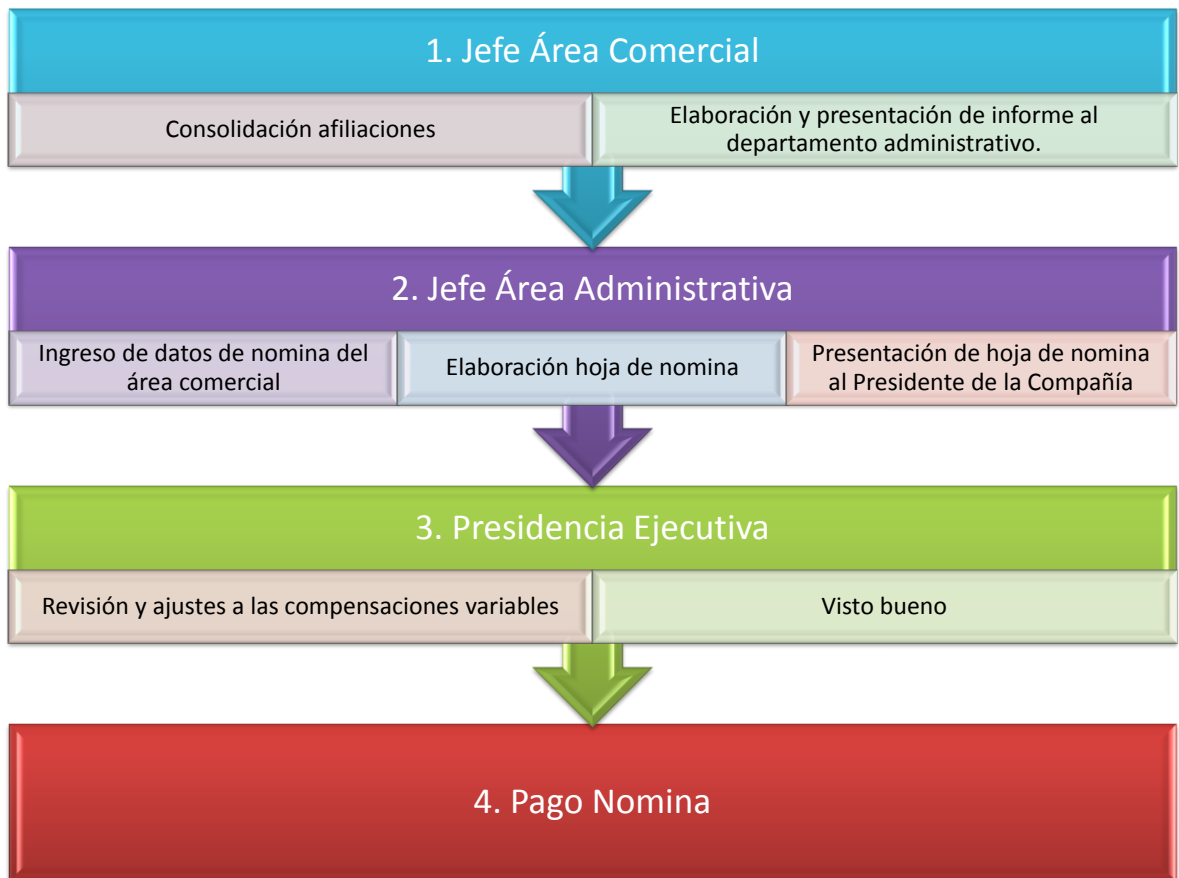 1. Jefe Área Comercial
Consolidación afiliaciones
Elaboración y presentación de informe al
departamento administrativo.
2. Jefe Área Administrativa
Ingreso de datos de nomina del
área comercial
Elaboración hoja de nomina
Presentación de hoja de nomina
al Presidente de la Compañía
3. Presidencia Ejecutiva
Revisión y ajustes a las compensaciones variables
Visto bueno
4. Pago Nomina